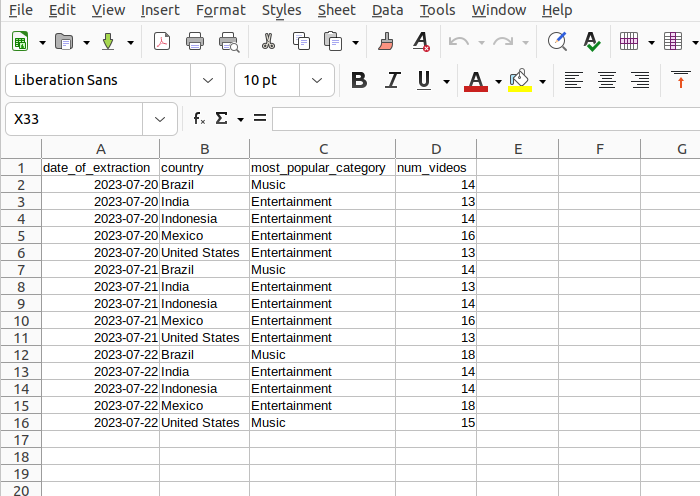 File Edit View Insert Format Styles Sheet Data Tools Window Help
Liberation Sans 10 pt B I U A
X33 fx Σ =
A B C D E F G
1 date_of_extraction country most_popular_category num_videos
2 2023-07-20 Brazil Music 14
3 2023-07-20 India Entertainment 13
4 2023-07-20 Indonesia Entertainment 14
5 2023-07-20 Mexico Entertainment 16
6 2023-07-20 United States Entertainment 13
7 2023-07-21 Brazil Music 14
8 2023-07-21 India Entertainment 13
9 2023-07-21 Indonesia Entertainment 14
10 2023-07-21 Mexico Entertainment 16
11 2023-07-21 United States Entertainment 13
12 2023-07-22 Brazil Music 18
13 2023-07-22 India Entertainment 14
14 2023-07-22 Indonesia Entertainment 14
15 2023-07-22 Mexico Entertainment 18
16 2023-07-22 United States Music 15
17
18
19
20